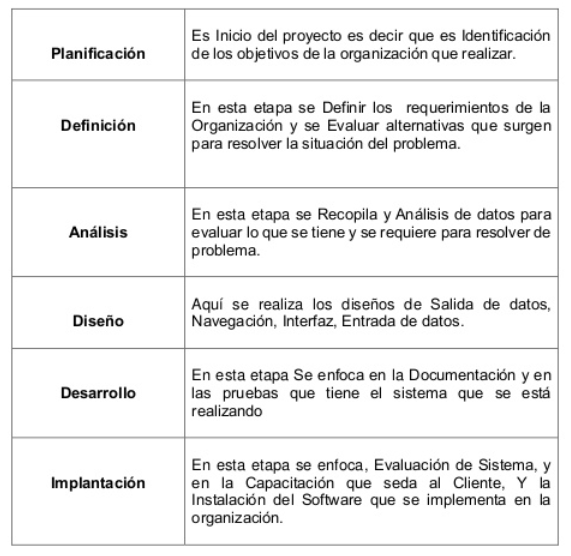 Planificación
Es Inicio del proyecto es decir que es Identificación
de los objetivos de la organización que realizar.
Definición
En esta etapa se Definir los requerimientos de la
Organización y se Evaluar alternativas que surgen
para resolver la situación del problema.
Análisis
En esta etapa se Recopila y Análisis de datos para
evaluar lo que se tiene y se requiere para resolver de
problema.
Diseño
Aquí se realiza los diseños de Salida de datos,
Navegación, Interfaz, Entrada de datos.
Desarrollo
En esta etapa Se enfoca en la Documentación y en
las pruebas que tiene el sistema que se está
realizando
Implantación
En esta etapa se enfoca, Evaluación de Sistema, y
en la Capacitación que seda al Cliente, Y la
Instalación del Software que se implementa en la
organización.